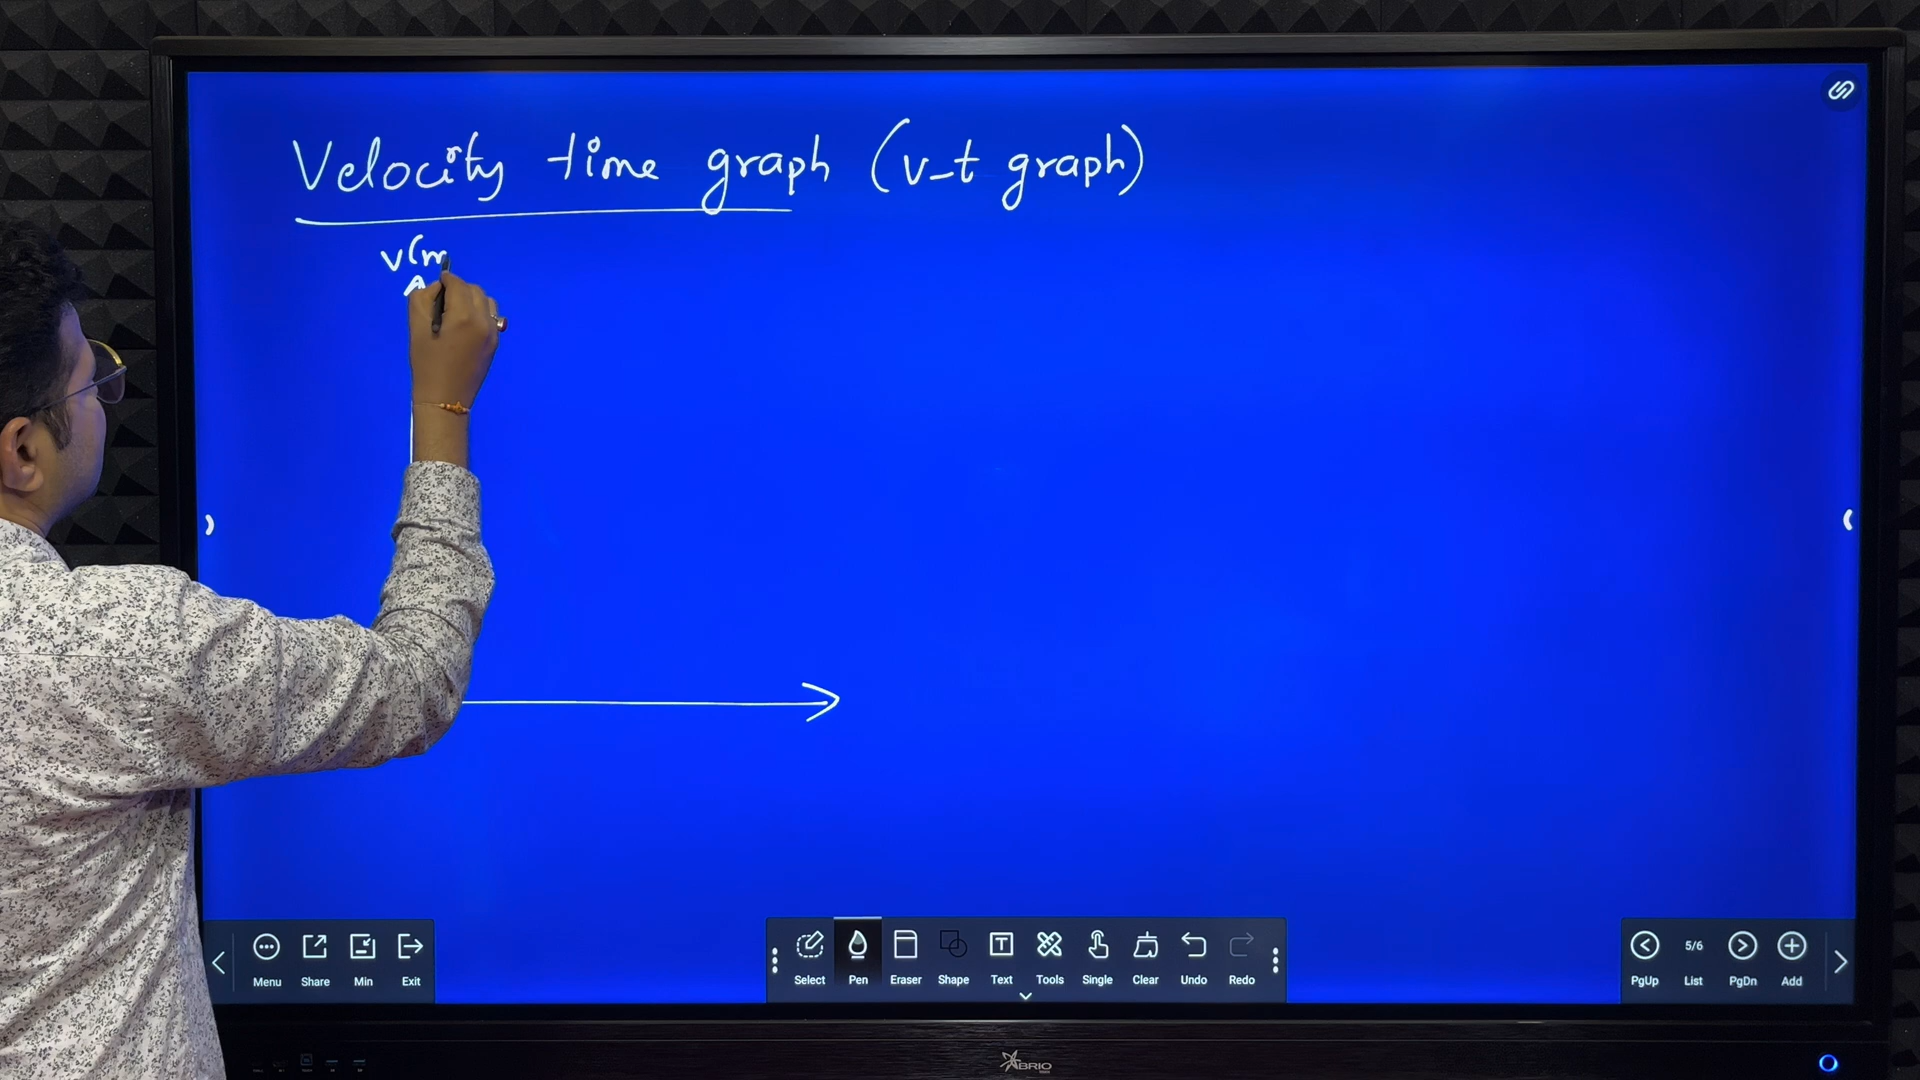 Velocity time graph (v-t graph)
v(m
Menu Share Min Exit
Select Pen Eraser Shape Text Tools Single Clear Undo Redo
PgUp 5/6 List PgDn Add
ABRIO